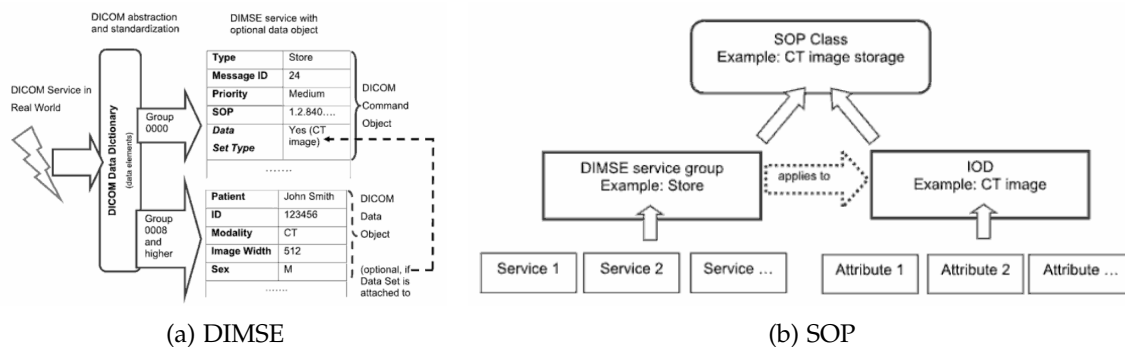 DICOM abstraction
and standardization
DIMSE service with
optional data object
DICOM Service in
Real World
DICOM Data Dictionary
(data elements)
Group
0000
Group
0008
and
higher
Type Store
Message ID 24
Priority Medium
SOP 1.2.840....
Data Yes (CT
Set Type image)
.......
DICOM
Command
Object
Patient John Smith
ID 123456
Modality CT
Image Width 512
Sex M
.......
DICOM
Data
Object
(optional, if
Data Set is
attached to
(a) DIMSE
SOP Class
Example: CT image storage
DIMSE service group
Example: Store
applies to
IOD
Example: CT image
Service 1
Service 2
Service ...
Attribute 1
Attribute 2
Attribute ...
(b) SOP